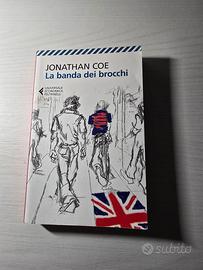 JONATHAN COE
La banda dei brocchi
UNIVERSALE
ECONOMICA
FELTRINELLI
subito